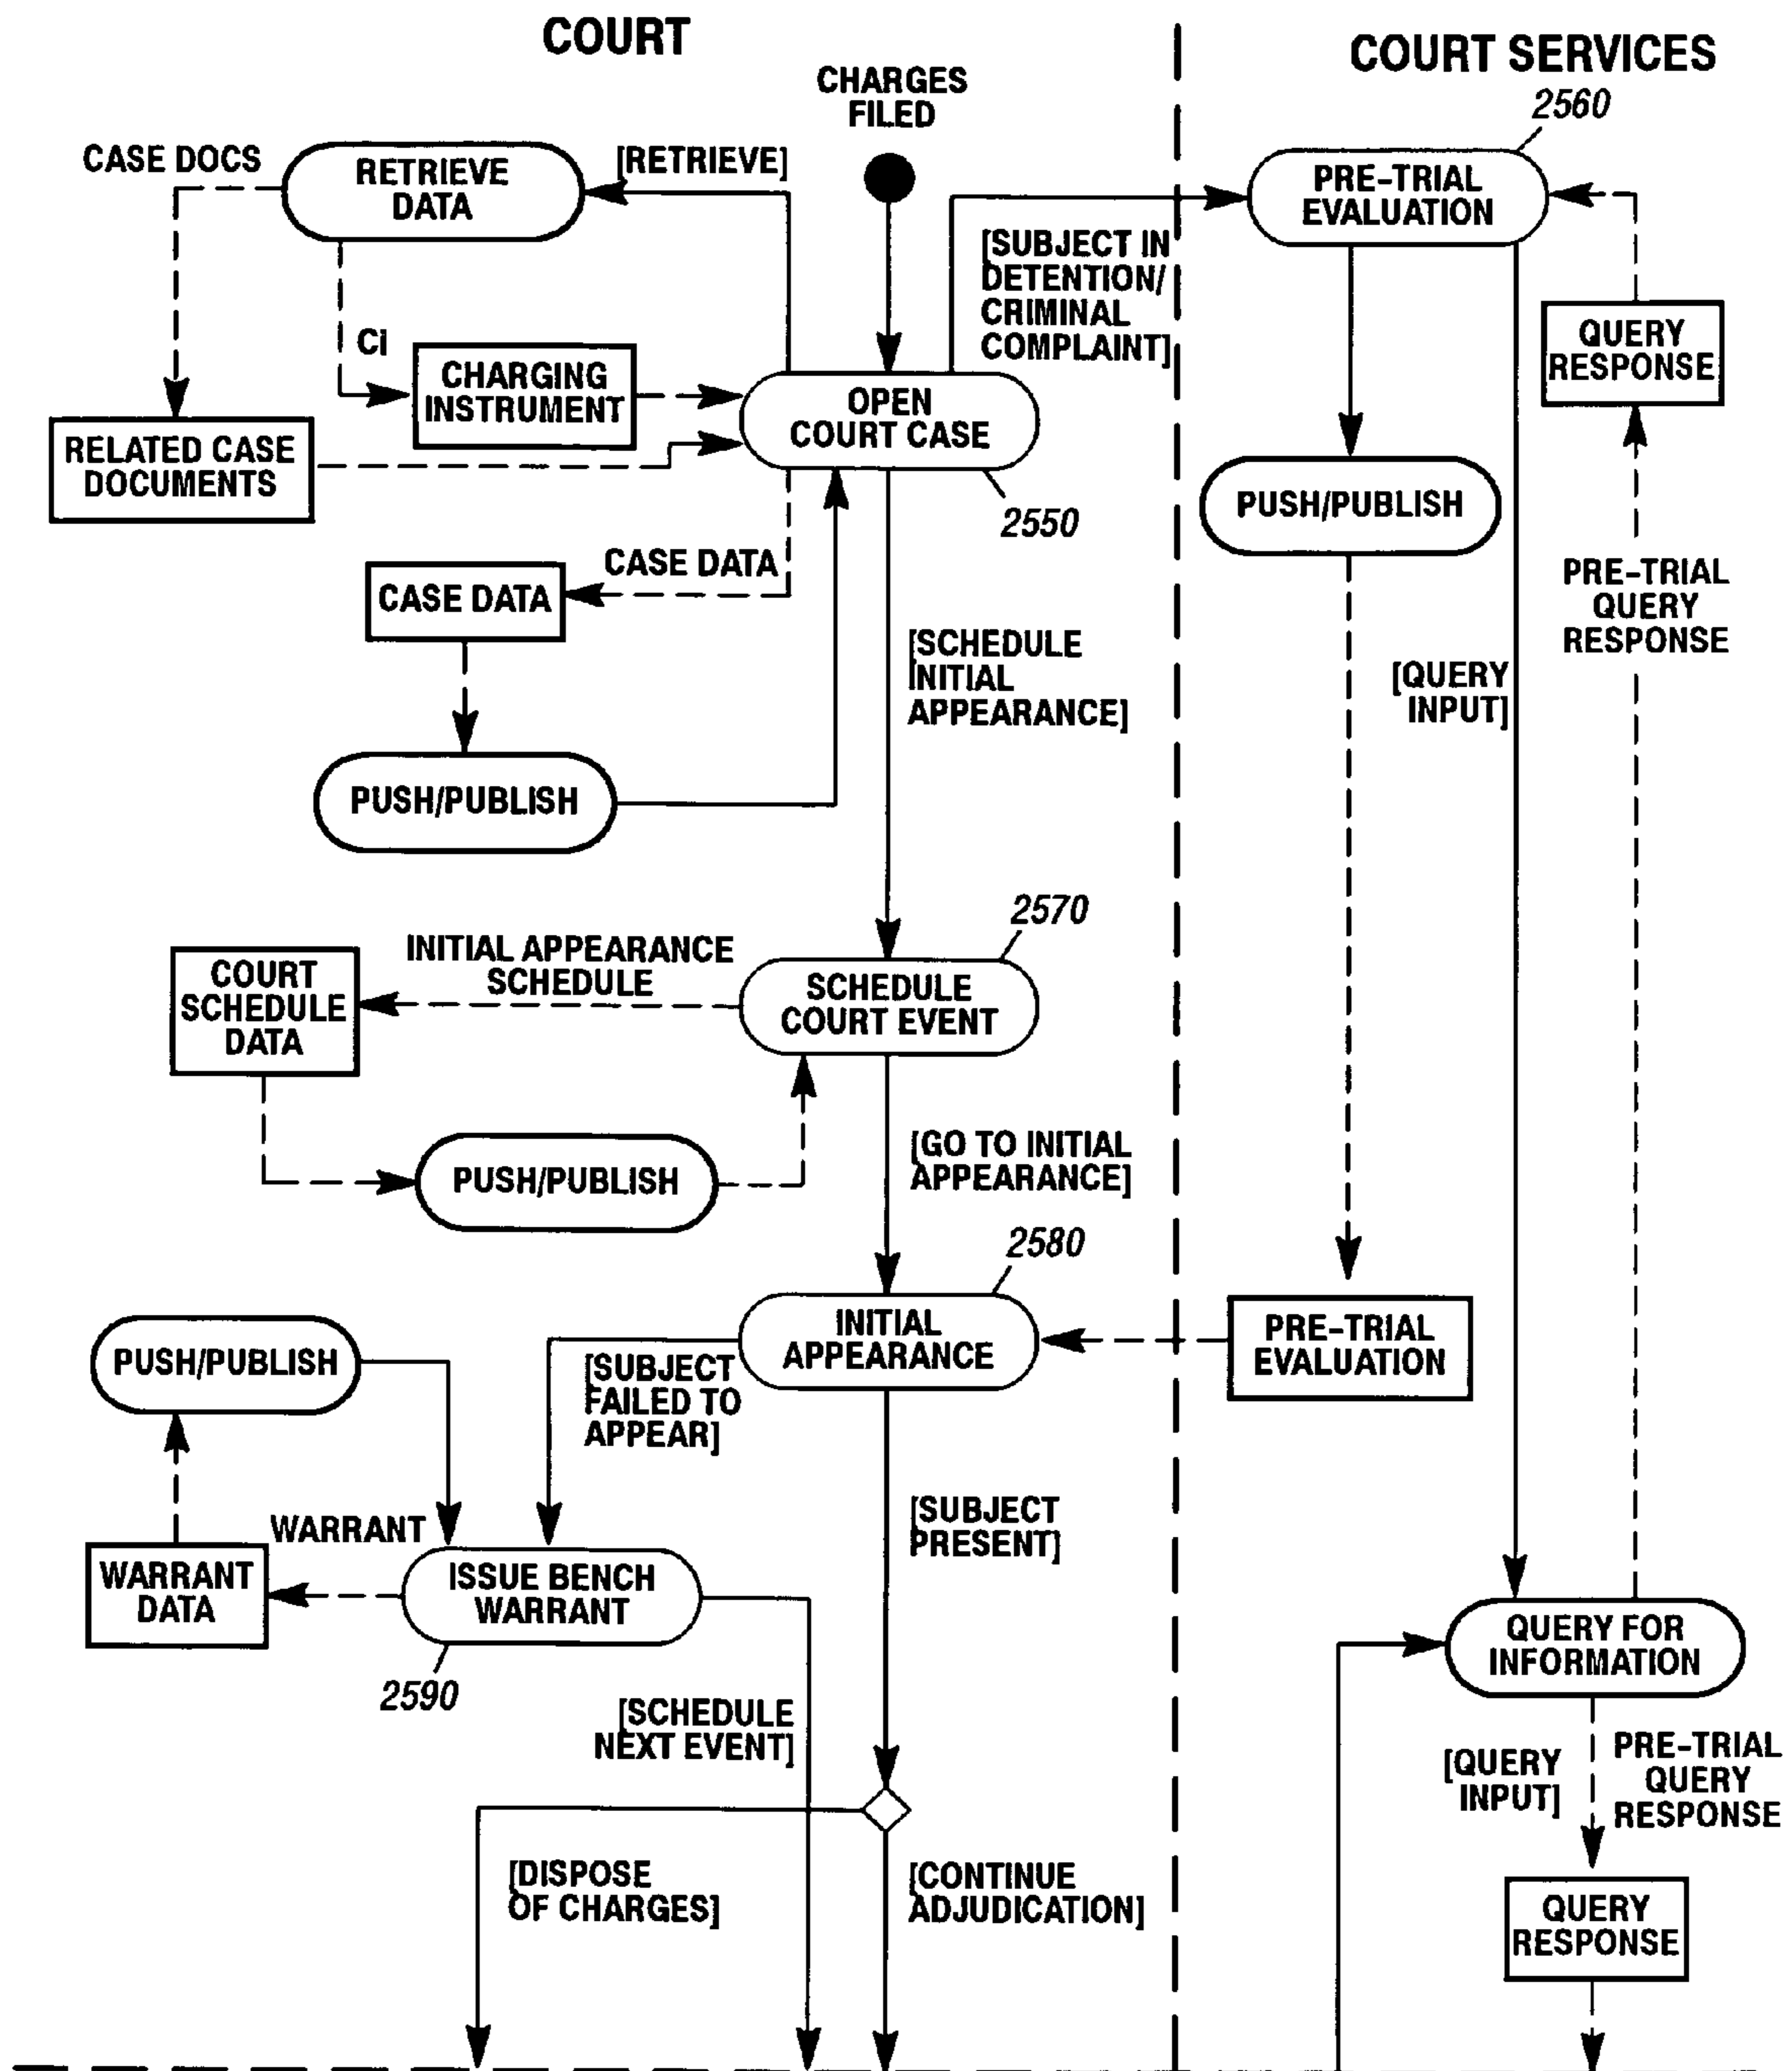 COURT
COURT SERVICES
CHARGES
FILED
2560
CASE DOCS
RETRIEVE
DATA
[RETRIEVE]
PRE-TRIAL
EVALUATION
[SUBJECT IN
DETENTION/
CRIMINAL
COMPLAINT]
CI
CHARGING
INSTRUMENT
QUERY
RESPONSE
OPEN
COURT CASE
RELATED CASE
DOCUMENTS
2550
PUSH/PUBLISH
CASE DATA
CASE DATA
PRE-TRIAL
QUERY
RESPONSE
[SCHEDULE
INITIAL
APPEARANCE]
[QUERY
INPUT]
PUSH/PUBLISH
2570
INITIAL APPEARANCE
SCHEDULE
COURT
SCHEDULE
DATA
SCHEDULE
COURT EVENT
PUSH/PUBLISH
[GO TO INITIAL
APPEARANCE]
2580
INITIAL
APPEARANCE
PRE-TRIAL
EVALUATION
PUSH/PUBLISH
[SUBJECT
FAILED TO
APPEAR]
[SUBJECT
PRESENT]
WARRANT
WARRANT
DATA
ISSUE BENCH
WARRANT
2590
QUERY FOR
INFORMATION
[SCHEDULE
NEXT EVENT]
[QUERY
INPUT]
PRE-TRIAL
QUERY
RESPONSE
[DISPOSE
OF CHARGES]
[CONTINUE
ADJUDICATION]
QUERY
RESPONSE